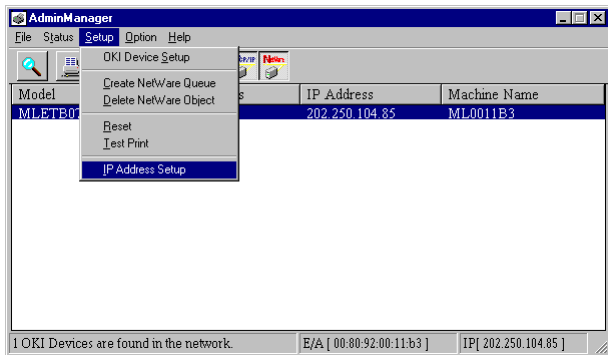 AdminManager
File Status Setup Option Help
OKI Device Setup
Create NetWare Queue
Delete NetWare Object
Reset
Test Print
IP Address Setup
Model IP Address Machine Name
MLETB07 202.250.104.85 ML0011B3
1 OKI Devices are found in the network. E/A [ 00:80:92:00:11:b3 ] IP[ 202.250.104.85 ]